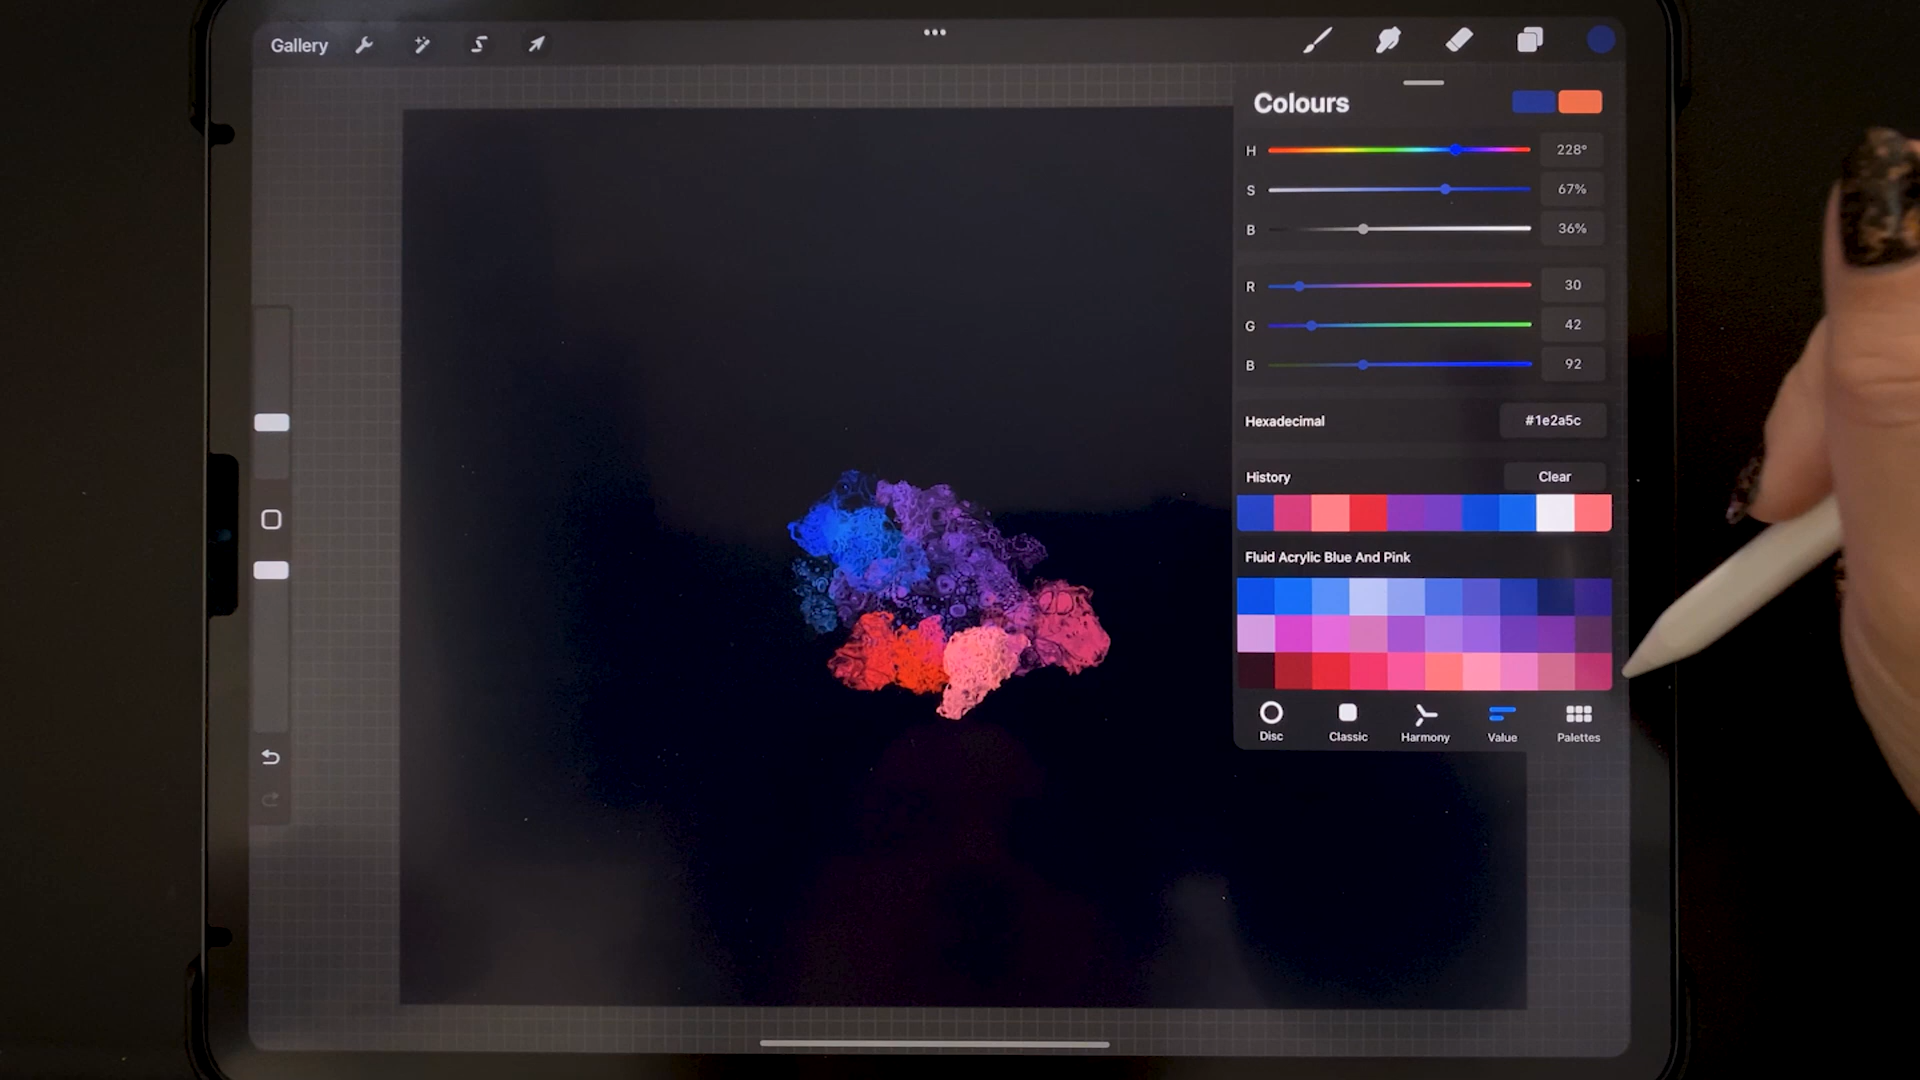 Gallery
Colours
H 228°
S 67%
B 36%
R 30
G 42
B 92
Hexadecimal #1e2a5c
History Clear
Fluid Acrylic Blue And Pink
Disc Classic Harmony Value Palettes